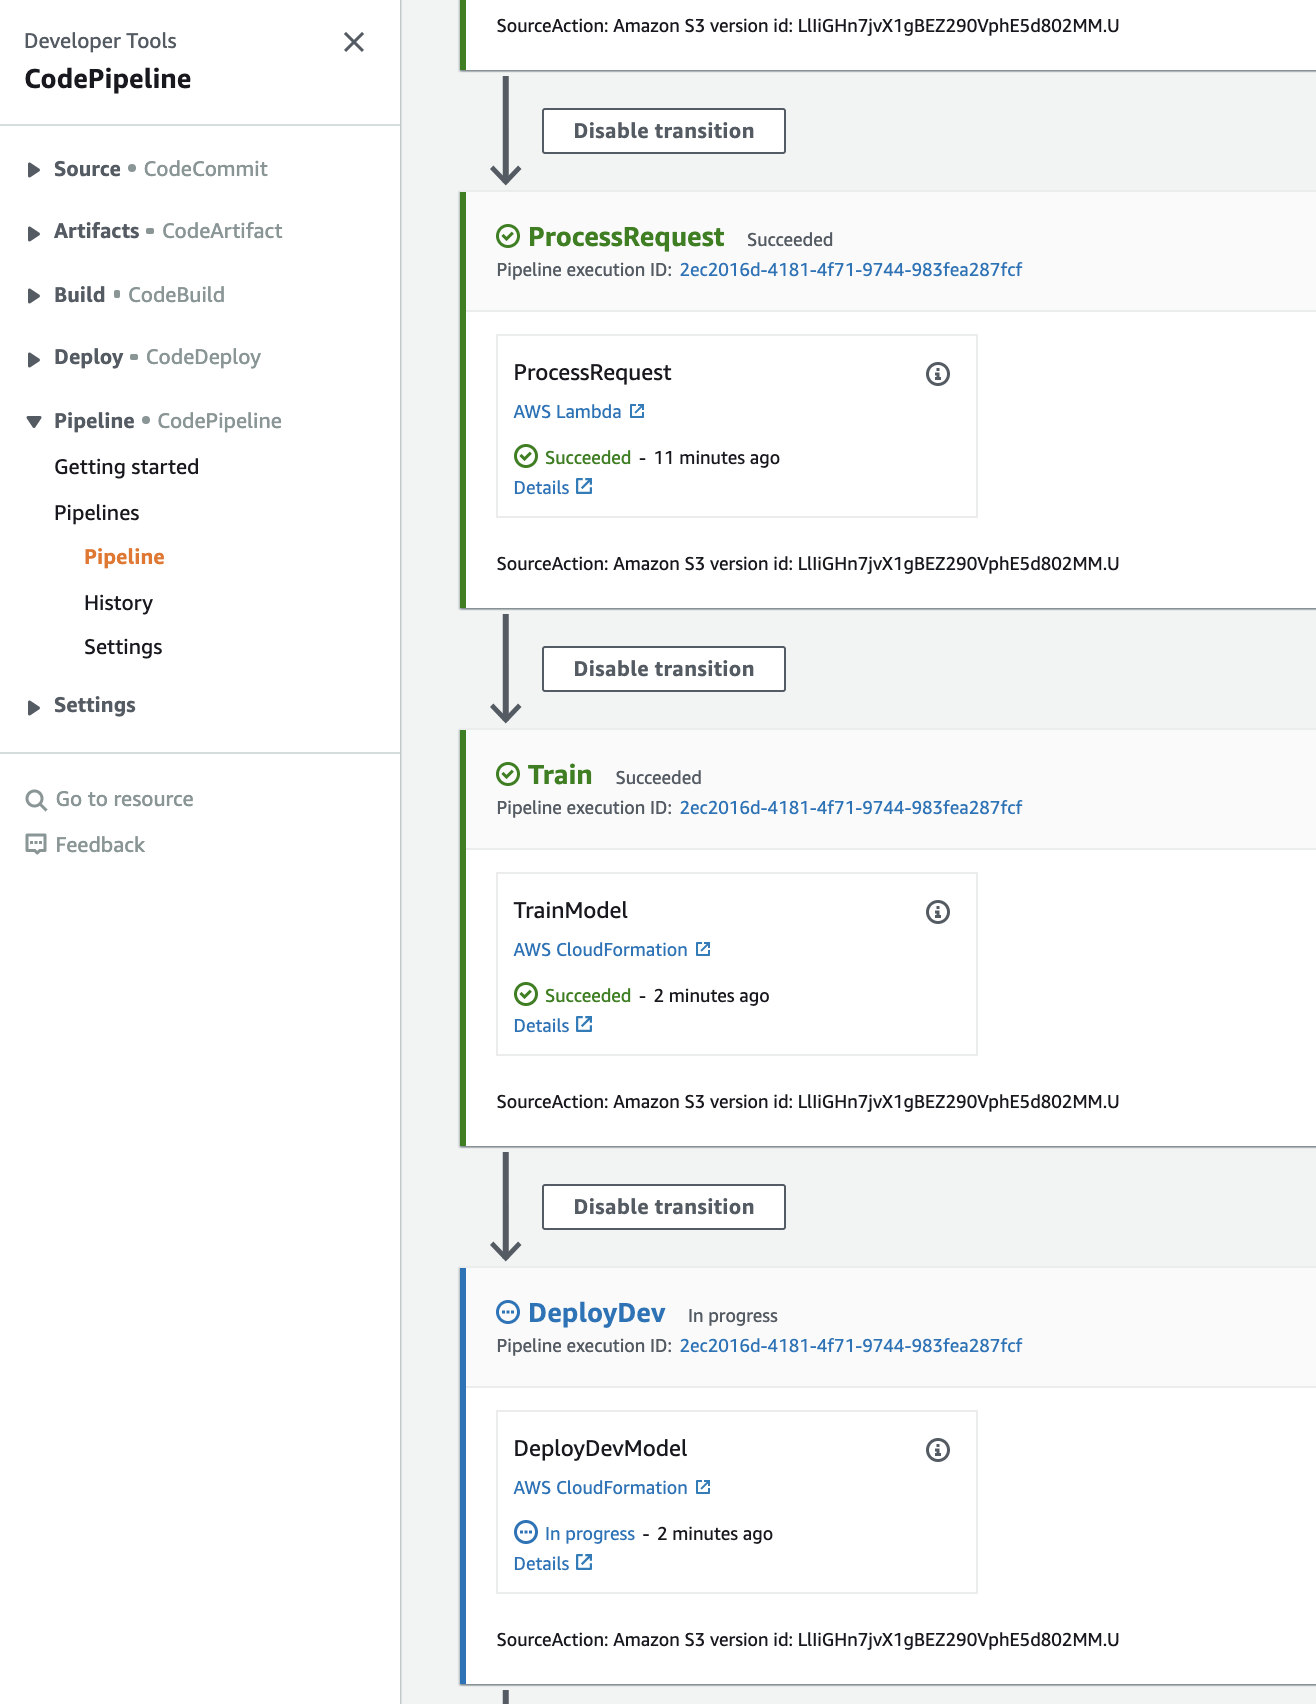 Developer Tools
CodePipeline
Source • CodeCommit
Artifacts • CodeArtifact
Build • CodeBuild
Deploy • CodeDeploy
Pipeline • CodePipeline
Getting started
Pipelines
Pipeline
History
Settings
Settings
Go to resource
Feedback
SourceAction: Amazon S3 version id: LlIiGHn7jvX1gBEZ290VphE5d802MM.U
Disable transition
ProcessRequest Succeeded
Pipeline execution ID: 2ec2016d-4181-4f71-9744-983fea287fcf
ProcessRequest
AWS Lambda
Succeeded - 11 minutes ago
Details
SourceAction: Amazon S3 version id: LlIiGHn7jvX1gBEZ290VphE5d802MM.U
Disable transition
Train Succeeded
Pipeline execution ID: 2ec2016d-4181-4f71-9744-983fea287fcf
TrainModel
AWS CloudFormation
Succeeded - 2 minutes ago
Details
SourceAction: Amazon S3 version id: LlIiGHn7jvX1gBEZ290VphE5d802MM.U
Disable transition
DeployDev In progress
Pipeline execution ID: 2ec2016d-4181-4f71-9744-983fea287fcf
DeployDevModel
AWS CloudFormation
In progress - 2 minutes ago
Details
SourceAction: Amazon S3 version id: LlIiGHn7jvX1gBEZ290VphE5d802MM.U